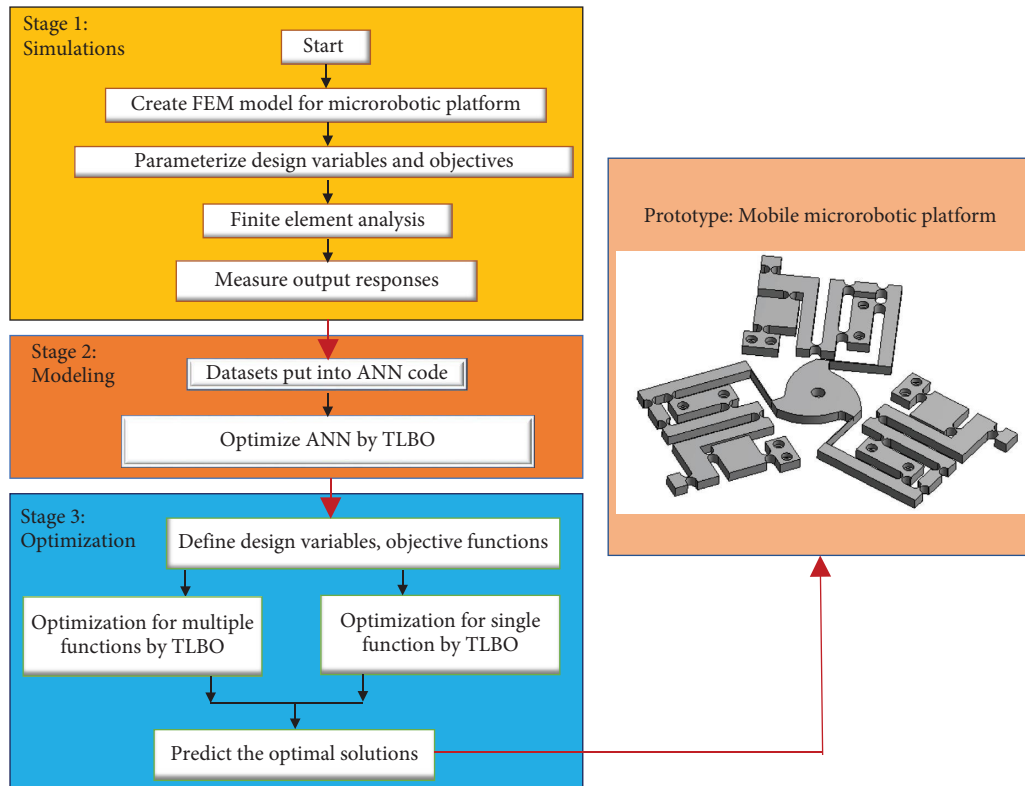 Stage 1:
Simulations
Start
Create FEM model for microrobotic platform
Parameterize design variables and objectives
Finite element analysis
Measure output responses
Stage 2:
Modeling
Datasets put into ANN code
Optimize ANN by TLBO
Stage 3:
Optimization
Define design variables, objective functions
Optimization for multiple
functions by TLBO
Optimization for single
function by TLBO
Predict the optimal solutions
Prototype: Mobile microrobotic platform